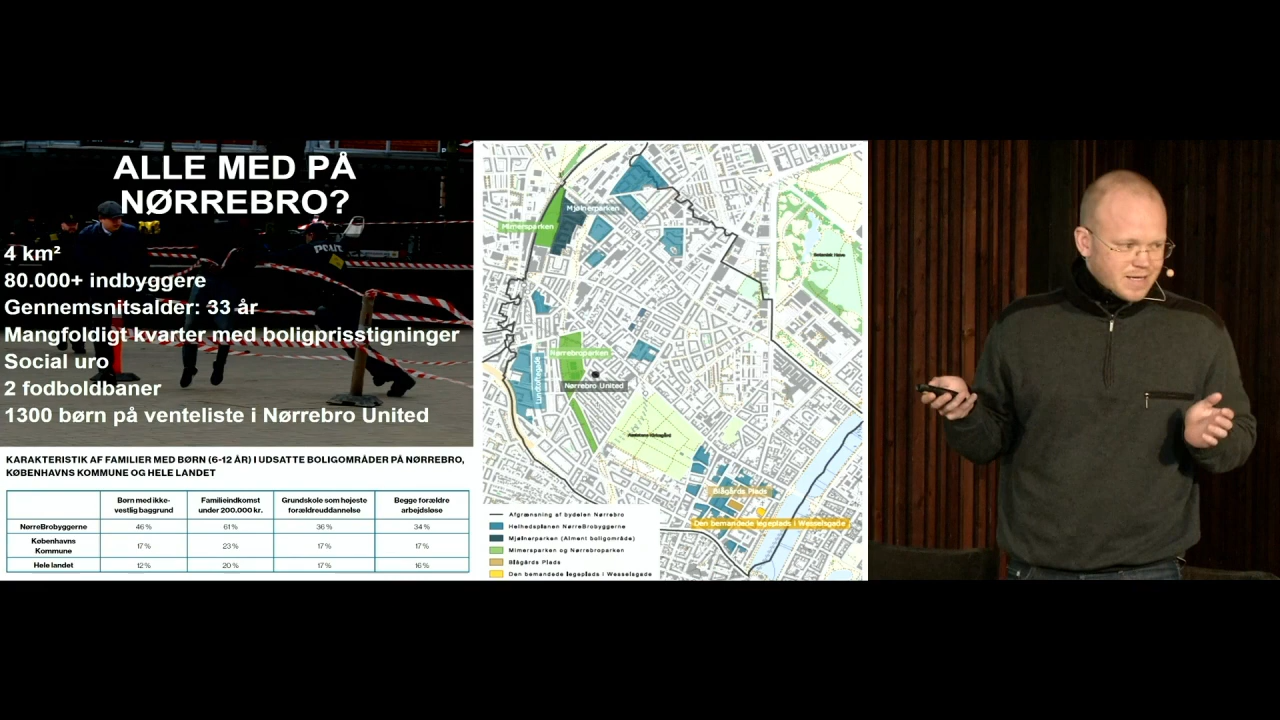 ALLE MED PÅ
NØRREBRO?
4 km²
80.000+ indbyggere
Gennemsnitsalder: 33 år
Mangfoldigt kvarter med boligprisstigninger
Social uro
2 fodboldbaner
1300 børn på venteliste i Nørrebro United
KARAKTERISTIK AF FAMILIER MED BØRN (6-12 ÅR) I UDSATTE BOLIGOMRÅDER PÅ NØRREBRO,
KØBENHAVNS KOMMUNE OG HELE LANDET
Børn med ikke-vestlig baggrund Familieindkomst under 200.000 kr. Grundskole som højeste forældreuddannelse Begge forældre arbejdsløse
NørreBrobyggerne 46 % 61 % 36 % 34 %
Københavns Kommune 17 % 23 % 17 % 17 %
Hele landet 12 % 20 % 17 % 16 %
Mjølnerparken
Mimersparken
Nørrebroparken
Lundtoftegade
Nørrebro United
Assistens Kirkegård
Blågårds Plads
Den bemandede legeplads i Wesselsgade
Afgrænsning af bydelen Nørrebro
Helhedsplanen NørreBrobyggerne
Mjølnerparken (Alment boligområde)
Mimersparken og Nørrebroparken
Blågårds Plads
Den bemandede legeplads i Wesselsgade